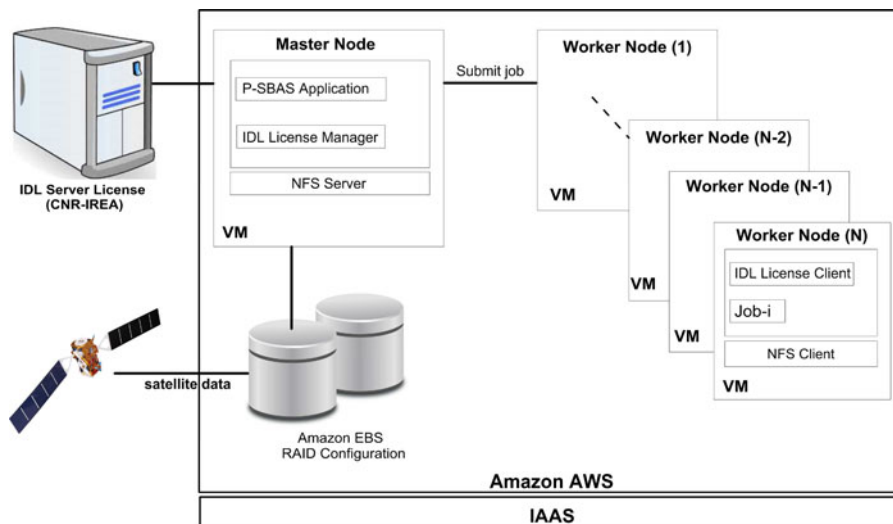 IDL Server License
(CNR-IREA)
Master Node
P-SBAS Application
IDL License Manager
NFS Server
VM
Submit job
Worker Node (1)
VM
Worker Node (N-2)
VM
Worker Node (N-1)
VM
Worker Node (N)
IDL License Client
Job-i
NFS Client
VM
satellite data
Amazon EBS
RAID Configuration
Amazon AWS
IAAS